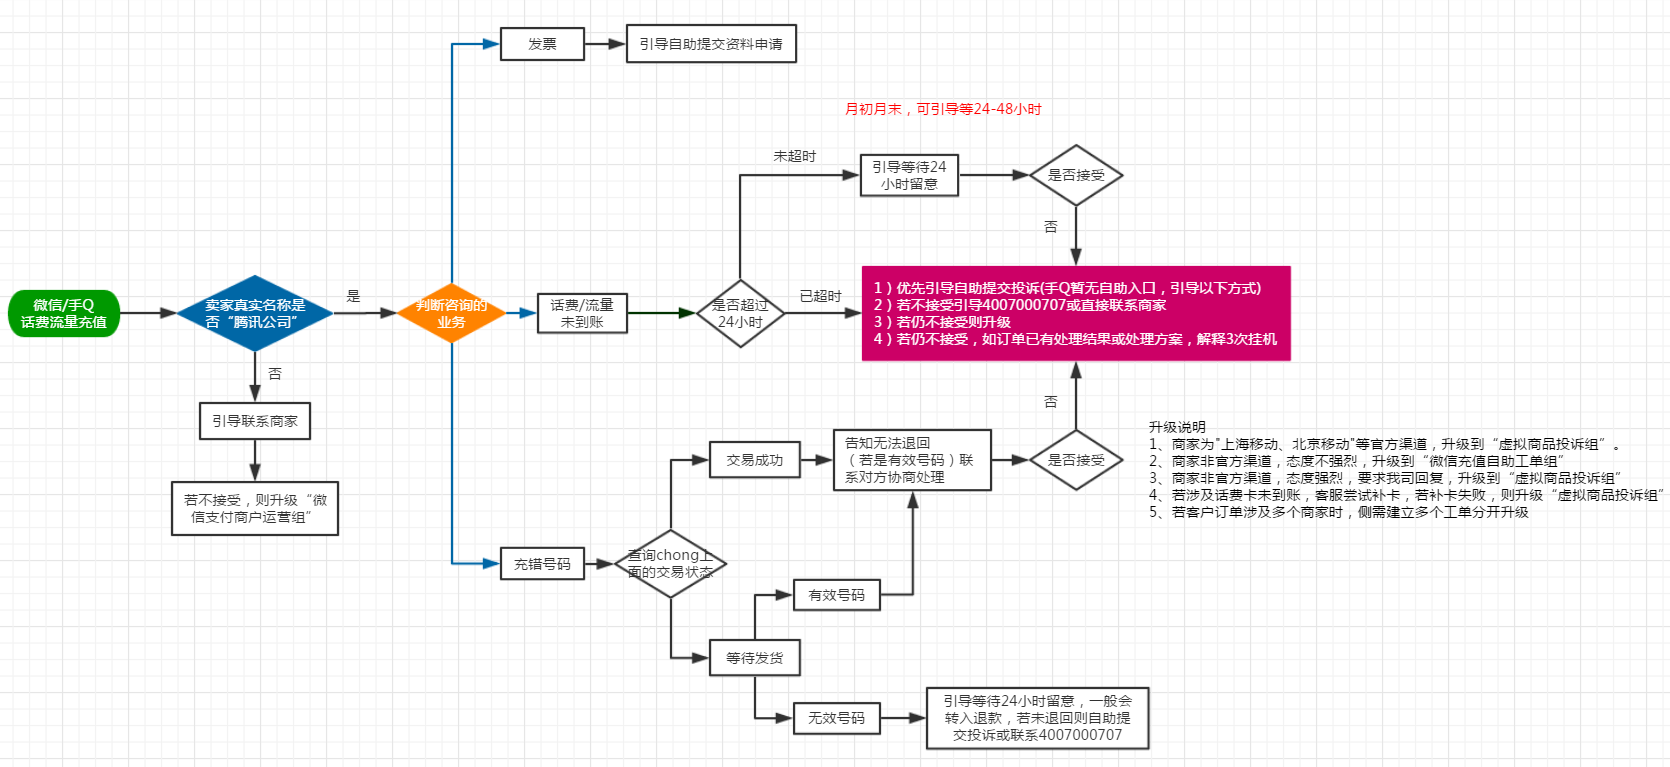 发票
引导自助提交资料申请
月初月末，可引导等24-48小时
未超时
引导等待24
小时留意
是否接受
否
微信/手Q
话费流量充值
卖家真实名称是
否“腾讯公司”
是
判断咨询的
业务
话费/流量
未到账
是否超过
24小时
已超时
1）优先引导自助提交投诉(手Q暂无自助入口，引导以下方式)
2）若不接受引导4007000707或直接联系商家
3）若仍不接受则升级
4）若仍不接受，如订单已有处理结果或处理方案，解释3次挂机
否
引导联系商家
若不接受，则升级“微
信支付商户运营组”
否
交易成功
告知无法退回
（若是有效号码）联
系对方协商处理
是否接受
升级说明
1、商家为"上海移动、北京移动"等官方渠道，升级到“虚拟商品投诉组”。
2、商家非官方渠道，态度不强烈，升级到“微信充值自助工单组”
3、商家非官方渠道，态度强烈，要求我司回复，升级到“虚拟商品投诉组”
4、若涉及话费卡未到账，客服尝试补卡，若补卡失败，则升级“虚拟商品投诉组”
5、若客户订单涉及多个商家时，侧需建立多个工单分开升级
充错号码
查询chong上
面的交易状态
有效号码
等待发货
无效号码
引导等待24小时留意，一般会
转入退款，若未退回则自助提
交投诉或联系4007000707